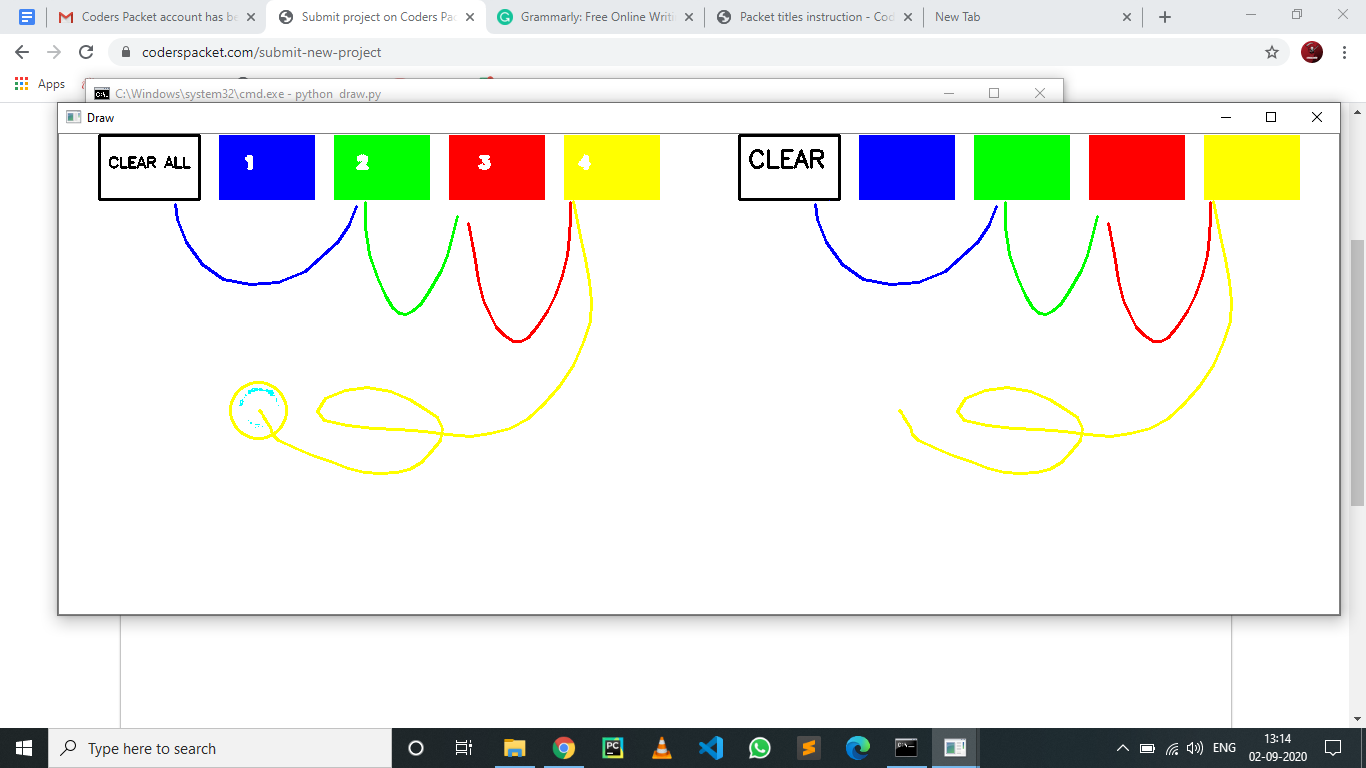 Coders Packet account has be
Submit project on Coders Pac
Grammarly: Free Online Writi
Packet titles instruction - Cod
New Tab
coderspacket.com/submit-new-project
Apps
C:\Windows\system32\cmd.exe - python draw.py
Draw
CLEAR ALL 1 2 3 4
CLEAR
Type here to search
ENG
13:14
02-09-2020